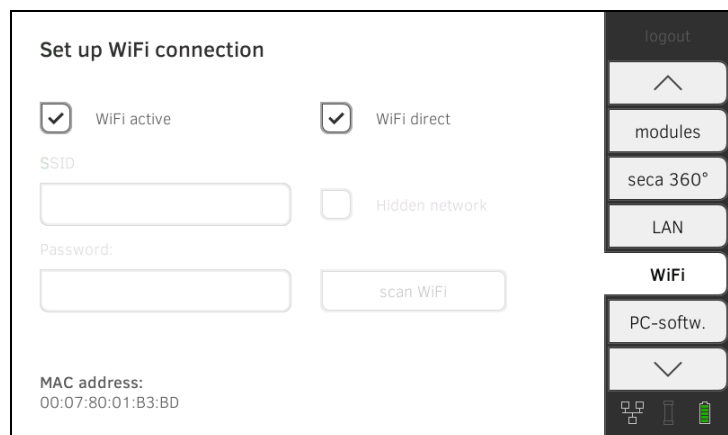 Set up WiFi connection
WiFi active
WiFi direct
SSID
Hidden network
Password:
scan WiFi
MAC address:
00:07:80:01:B3:BD
logout
modules
seca 360°
LAN
WiFi
PC-softw.